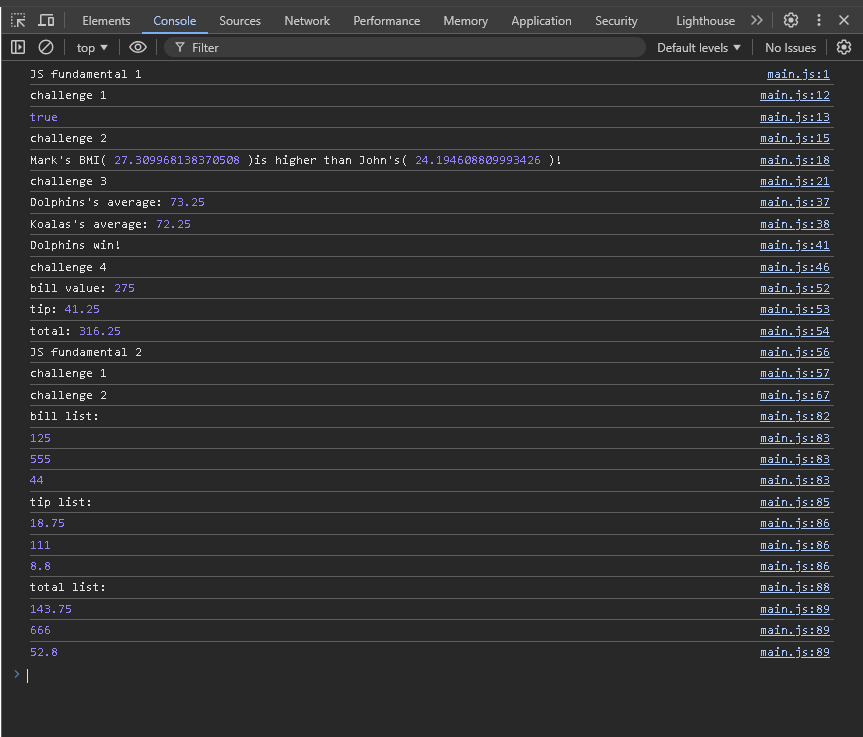 Elements Console Sources Network Performance Memory Application Security Lighthouse
top Filter Default levels No Issues
JS fundamental 1 main.js:1
challenge 1 main.js:12
true main.js:13
challenge 2 main.js:15
Mark's BMI( 27.309968138370508 )is higher than John's( 24.194608809993426 )! main.js:18
challenge 3 main.js:21
Dolphins's average: 73.25 main.js:37
Koalas's average: 72.25 main.js:38
Dolphins win! main.js:41
challenge 4 main.js:46
bill value: 275 main.js:52
tip: 41.25 main.js:53
total: 316.25 main.js:54
JS fundamental 2 main.js:56
challenge 1 main.js:57
challenge 2 main.js:67
bill list: main.js:82
125 main.js:83
555 main.js:83
44 main.js:83
tip list: main.js:85
18.75 main.js:86
111 main.js:86
8.8 main.js:86
total list: main.js:88
143.75 main.js:89
666 main.js:89
52.8 main.js:89